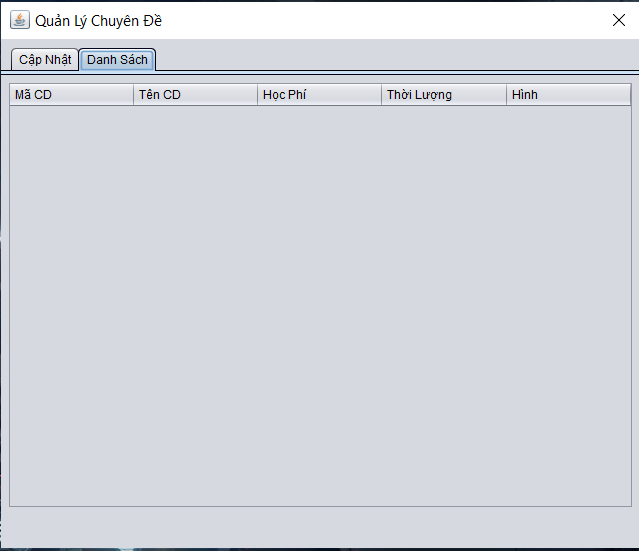 Quản Lý Chuyên Đề
Cập Nhật Danh Sách
Mã CD Tên CD Học Phí Thời Lượng Hình